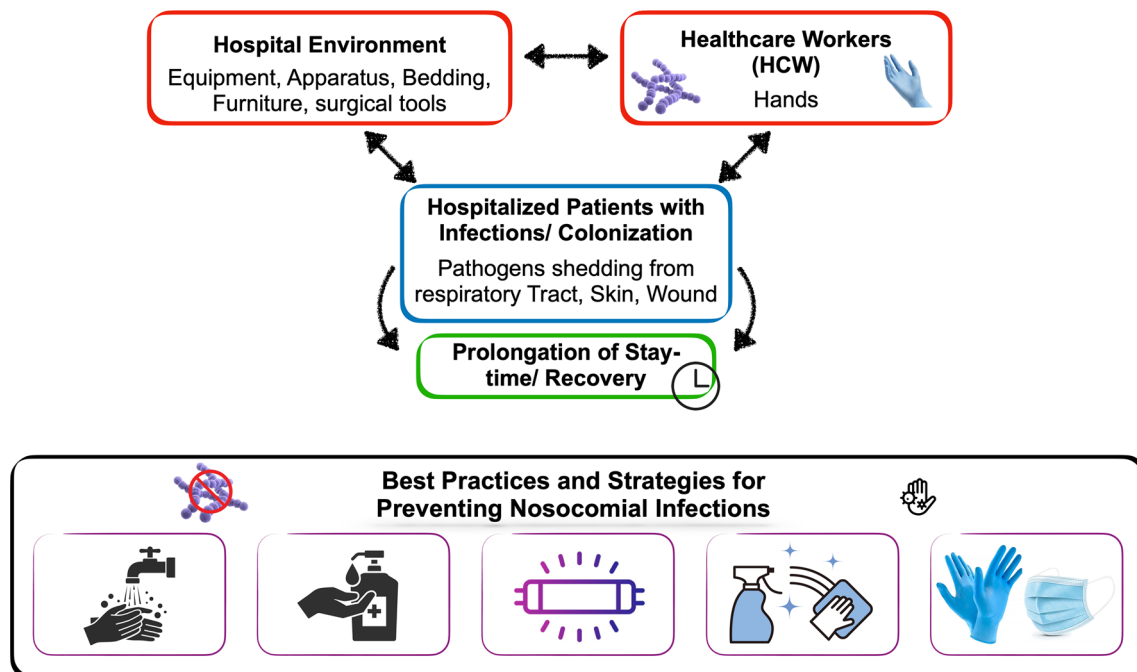 Hospital Environment
Equipment, Apparatus, Bedding,
Furniture, surgical tools
Healthcare Workers
(HCW)
Hands
Hospitalized Patients with
Infections/ Colonization
Pathogens shedding from
respiratory Tract, Skin, Wound
Prolongation of Stay-
time/ Recovery
Best Practices and Strategies for
Preventing Nosocomial Infections